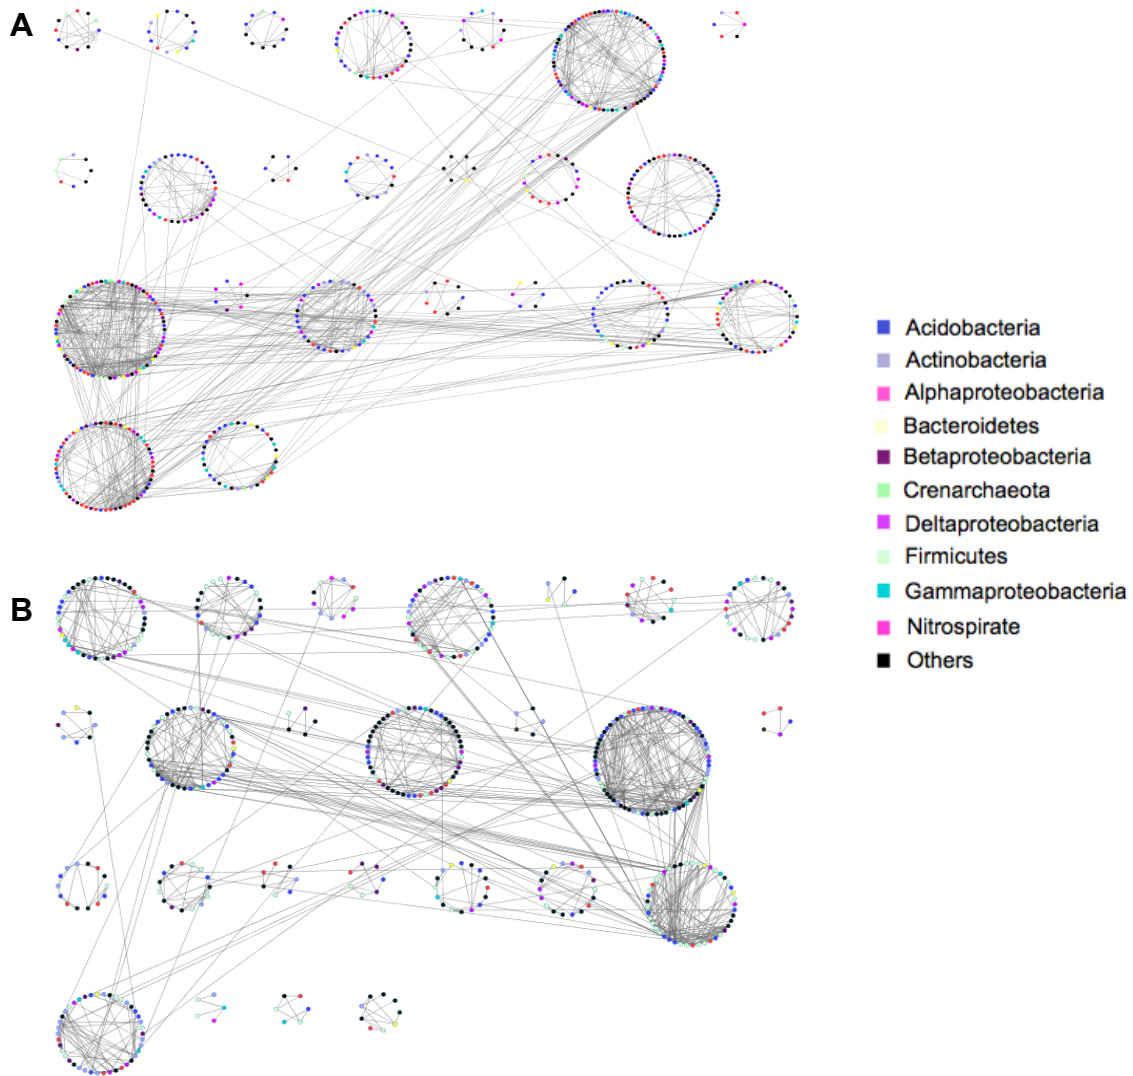 A
Acidobacteria
Actinobacteria
Alphaproteobacteria
Bacteroidetes
Betaproteobacteria
Crenarchaeota
Deltaproteobacteria
Firmicutes
Gammaproteobacteria
Nitrospirate
Others
B